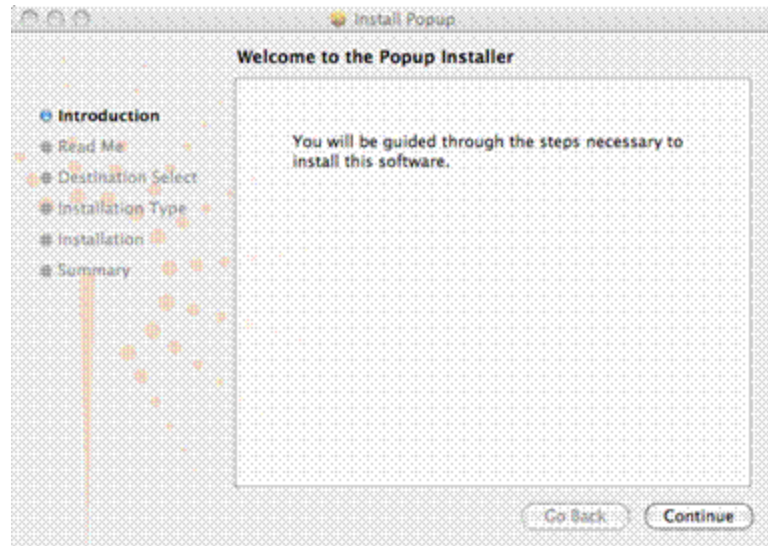 Install Popup
Welcome to the Popup Installer
Introduction
Read Me
Destination Select
Installation Type
Installation
Summary
You will be guided through the steps necessary to
install this software.
Go Back
Continue